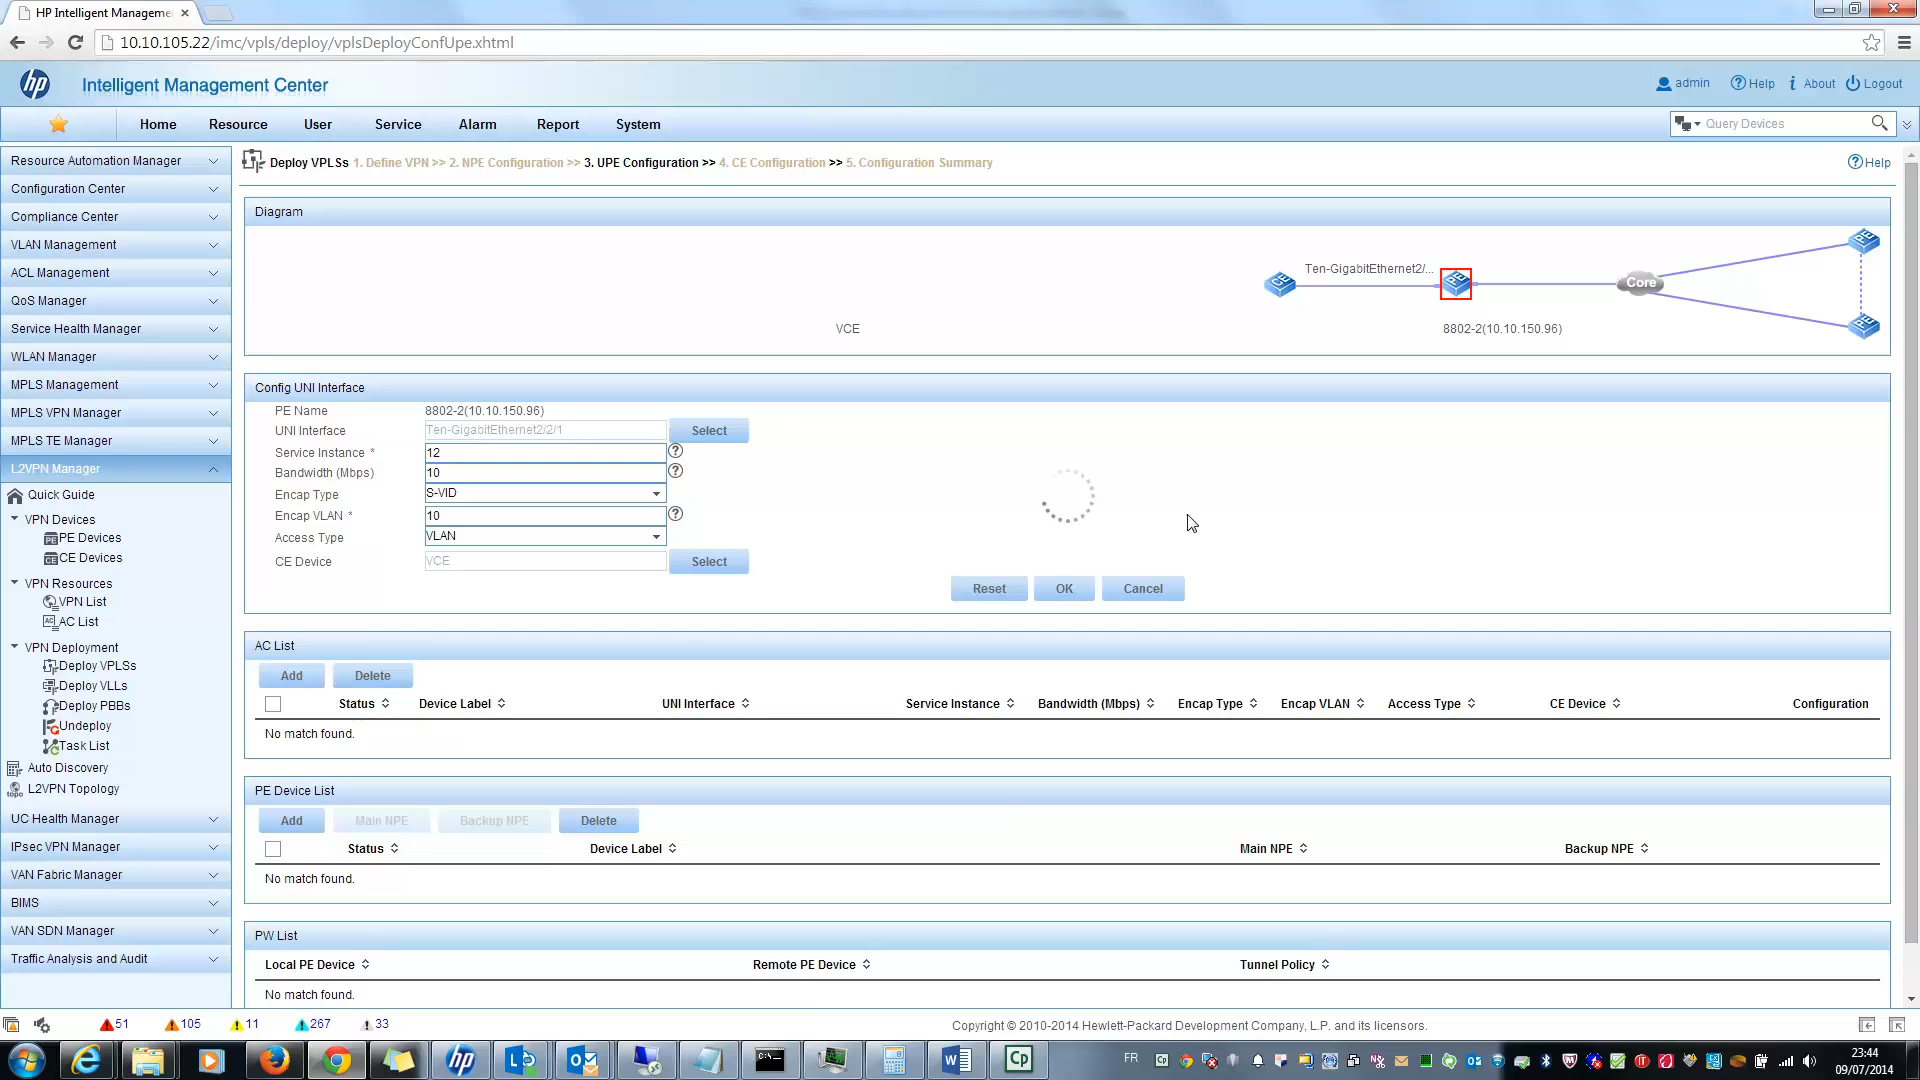 HP Intelligent Manageme
10.10.105.22/imc/vpls/deploy/vplsDeployConfUpe.xhtml
hp Intelligent Management Center
admin Help About Logout
Home Resource User Service Alarm Report System
Query Devices
Resource Automation Manager
Configuration Center
Compliance Center
VLAN Management
ACL Management
QoS Manager
Service Health Manager
WLAN Manager
MPLS Management
MPLS VPN Manager
MPLS TE Manager
L2VPN Manager
Quick Guide
VPN Devices
PE Devices
CE Devices
VPN Resources
VPN List
AC List
VPN Deployment
Deploy VPLSs
Deploy VLLs
Deploy PBBs
Undeploy
Task List
Auto Discovery
L2VPN Topology
UC Health Manager
IPsec VPN Manager
VAN Fabric Manager
BIMS
VAN SDN Manager
Traffic Analysis and Audit
Deploy VPLSs 1. Define VPN >> 2. NPE Configuration >> 3. UPE Configuration >> 4. CE Configuration >> 5. Configuration Summary
Help
Diagram
Ten-GigabitEthernet2/...
Core
VCE
8802-2(10.10.150.96)
Config UNI Interface
PE Name 8802-2(10.10.150.96)
UNI Interface Ten-GigabitEthernet2/2/1 Select
Service Instance * 12
Bandwidth (Mbps) 10
Encap Type S-VID
Encap VLAN * 10
Access Type VLAN
CE Device VCE Select
Reset OK Cancel
AC List
Add Delete
Status Device Label UNI Interface Service Instance Bandwidth (Mbps) Encap Type Encap VLAN Access Type CE Device Configuration
No match found.
PE Device List
Add Main NPE Backup NPE Delete
Status Device Label Main NPE Backup NPE
No match found.
PW List
Local PE Device Remote PE Device Tunnel Policy
No match found.
51 105 11 267 33
Copyright © 2010-2014 Hewlett-Packard Development Company, L.P. and its licensors.
FR
23:44
09/07/2014